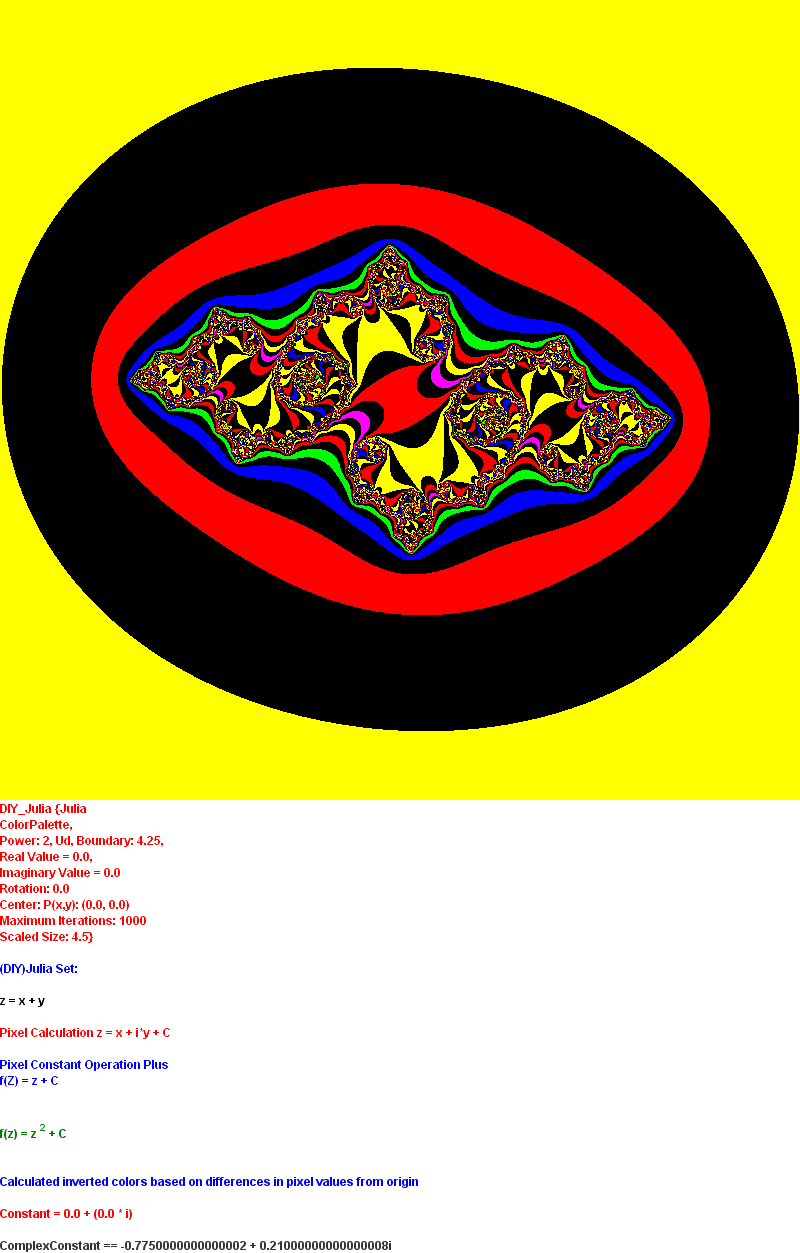 DIY_Julia {Julia
ColorPalette,
Power: 2, Ud, Boundary: 4.25,
Real Value = 0.0,
Imaginary Value = 0.0
Rotation: 0.0
Center: P(x,y): (0.0, 0.0)
Maximum Iterations: 1000
Scaled Size: 4.5}
(DIY)Julia Set:
z = x + y
Pixel Calculation z = x + i*y + C
Pixel Constant Operation Plus
f(Z) = z + C
f(z) = z ² + C
Calculated inverted colors based on differences in pixel values from origin
Constant = 0.0 + (0.0 * i)
ComplexConstant == -0.7750000000000002 + 0.21000000000000008i